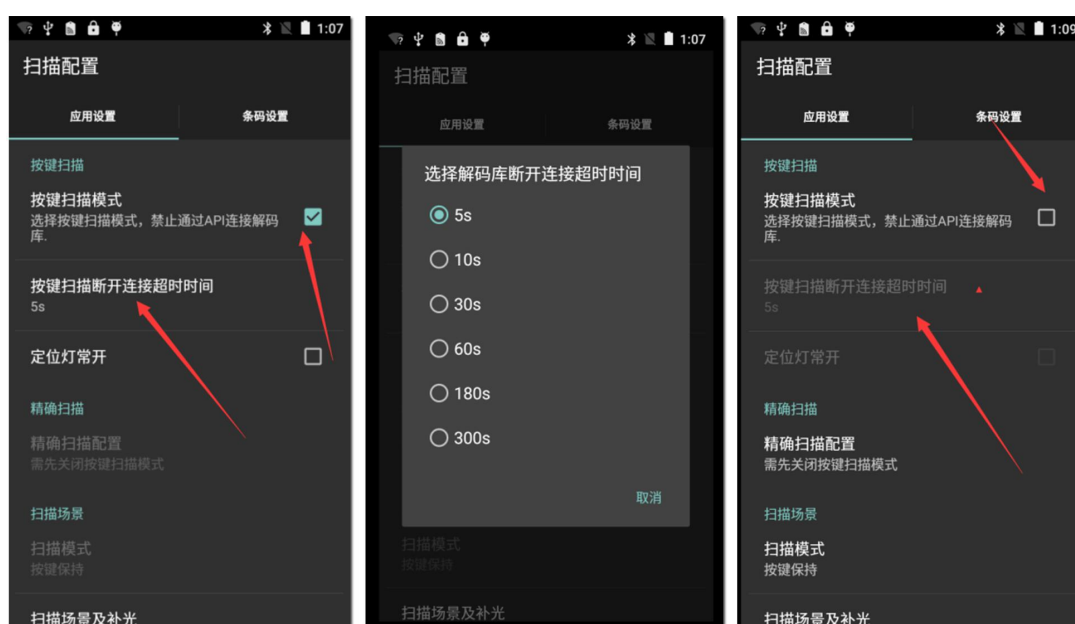 1:07
扫描配置
应用设置
条码设置
按键扫描
按键扫描模式
选择按键扫描模式，禁止通过API连接解码
库.
按键扫描断开连接超时时间
5s
定位灯常开
精确扫描
精确扫描配置
需先关闭按键扫描模式
扫描场景
扫描模式
按键保持
扫描场景及补光
1:07
扫描配置
应用设置
条码设置
选择解码库断开连接超时时间
5s
10s
30s
60s
180s
300s
取消
扫描模式
按键保持
扫描场景及补光
1:09
扫描配置
应用设置
条码设置
按键扫描
按键扫描模式
选择按键扫描模式，禁止通过API连接解码
库.
按键扫描断开连接超时时间
5s
定位灯常开
精确扫描
精确扫描配置
需先关闭按键扫描模式
扫描场景
扫描模式
按键保持
扫描场景及补光